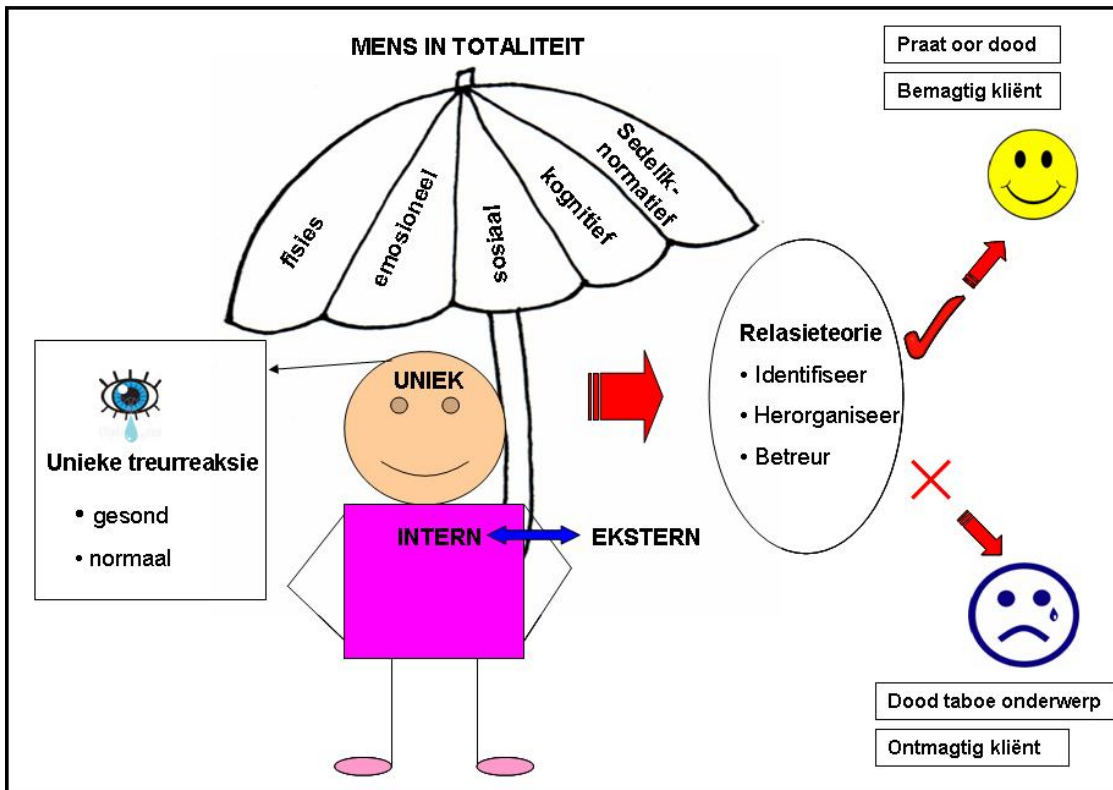 MENS IN TOTALITEIT
fisies
emosioneel
sosiaal
kognitief
Sedelik-
normatief
UNIEK
Unieke treurreaksie
• gesond
• normaal
INTERN
EKSTERN
Relasieteorie
• Identifiseer
• Herorganiseer
• Betreur
Praat oor dood
Bemagtig kliënt
Dood taboe onderwerp
Ontmagtig kliënt